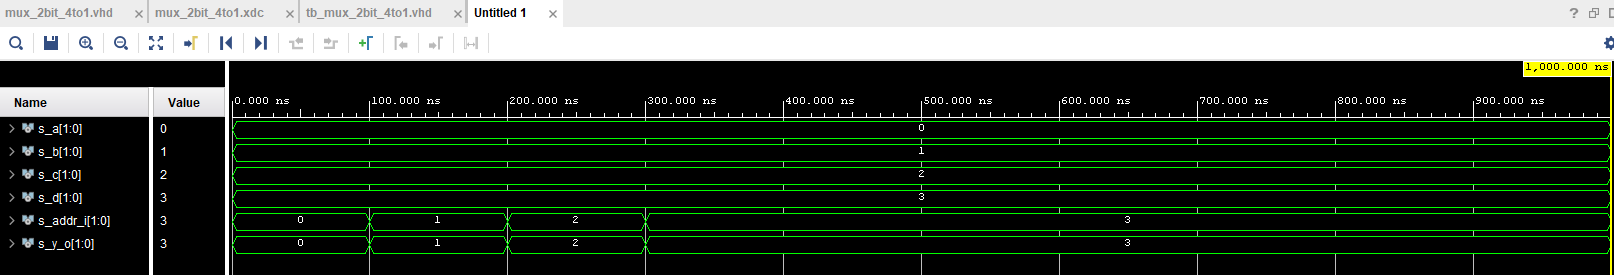 mux_2bit_4to1.vhd × mux_2bit_4to1.xdc × tb_mux_2bit_4to1.vhd × Untitled 1 ×
?
1,000.000 ns
Name Value 0.000 ns 100.000 ns 200.000 ns 300.000 ns 400.000 ns 500.000 ns 600.000 ns 700.000 ns 800.000 ns 900.000 ns
s_a[1:0] 0 0
s_b[1:0] 1 1
s_c[1:0] 2 2
s_d[1:0] 3 3
s_addr_i[1:0] 3 0 1 2 3
s_y_o[1:0] 3 0 1 2 3